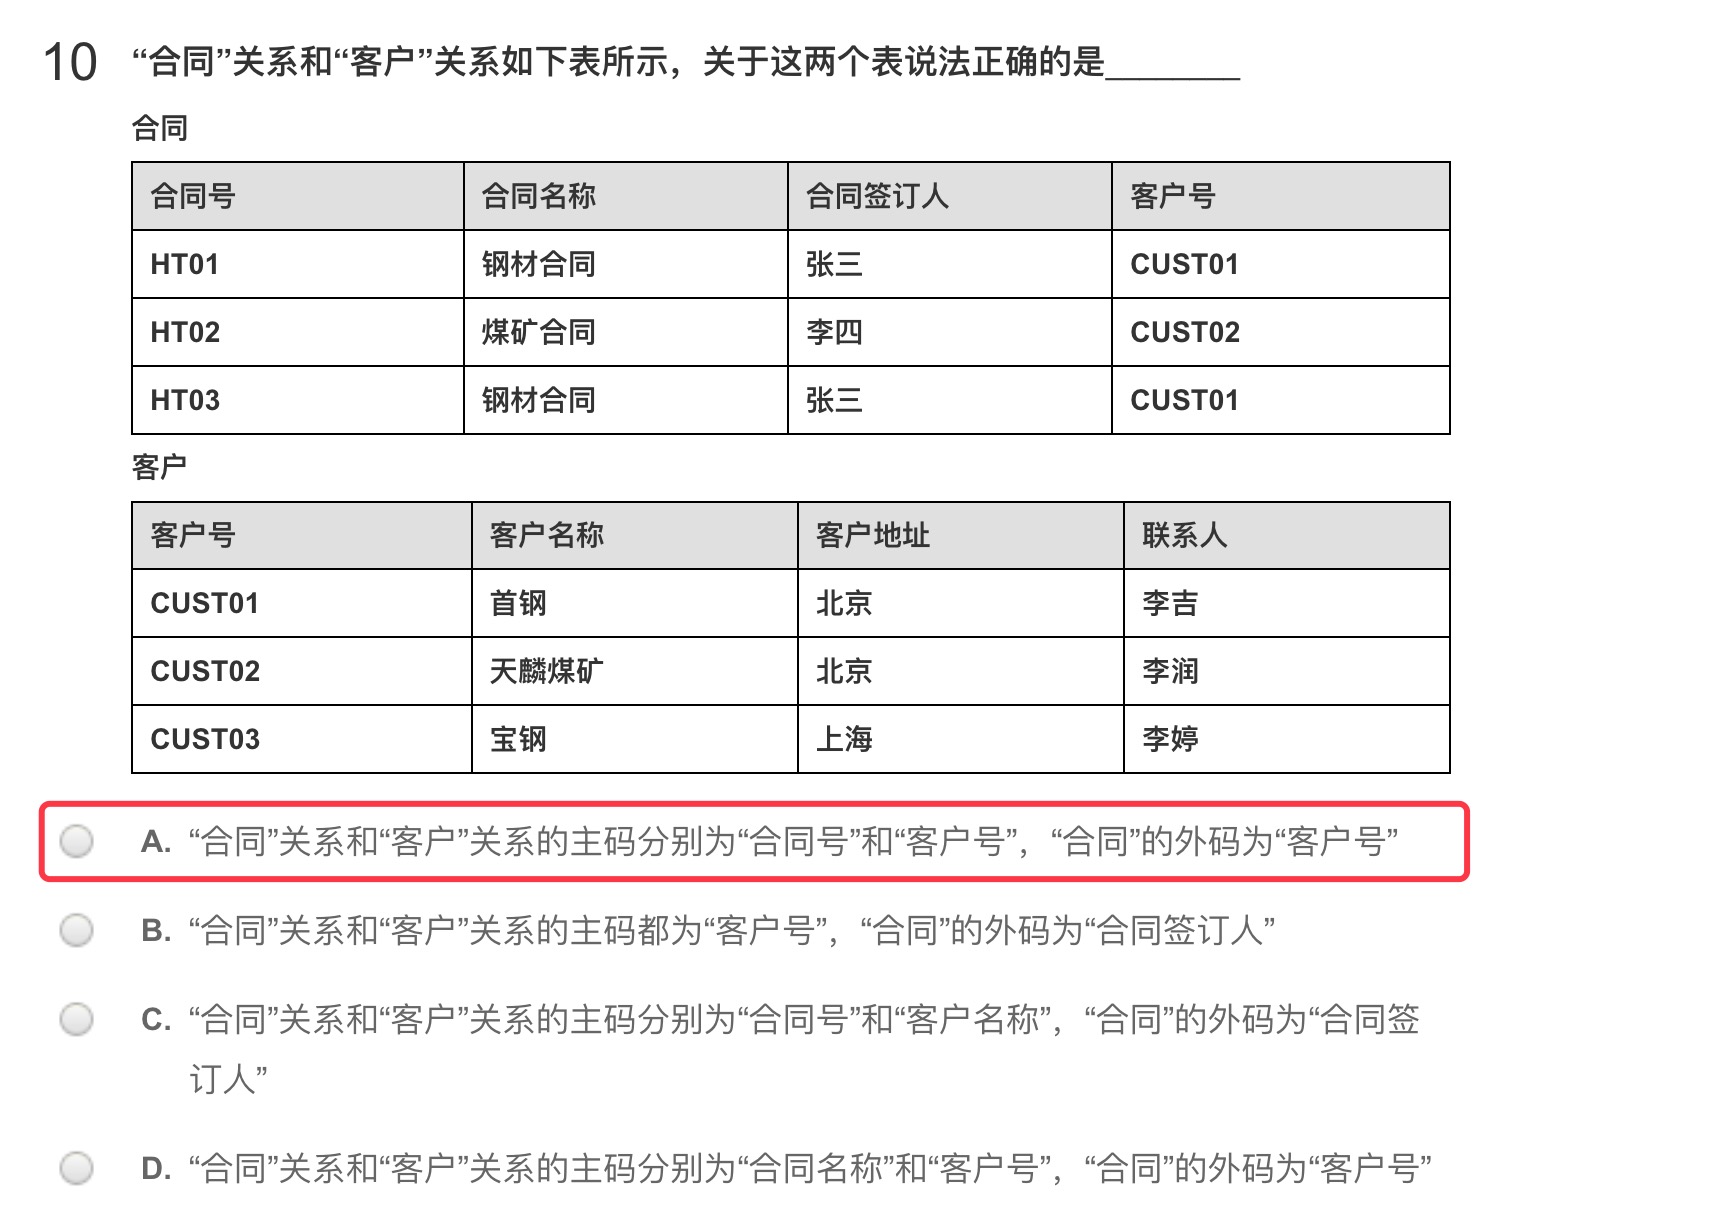 10 “合同”关系和“客户”关系如下表所示，关于这两个表说法正确的是________
合同
合同号 合同名称 合同签订人 客户号
HT01 钢材合同 张三 CUST01
HT02 煤矿合同 李四 CUST02
HT03 钢材合同 张三 CUST01
客户
客户号 客户名称 客户地址 联系人
CUST01 首钢 北京 李吉
CUST02 天麟煤矿 北京 李润
CUST03 宝钢 上海 李婷
A. “合同”关系和“客户”关系的主码分别为“合同号”和“客户号”，“合同”的外码为“客户号”
B. “合同”关系和“客户”关系的主码都为“客户号”，“合同”的外码为“合同签订人”
C. “合同”关系和“客户”关系的主码分别为“合同号”和“客户名称”，“合同”的外码为“合同签
订人”
D. “合同”关系和“客户”关系的主码分别为“合同名称”和“客户号”，“合同”的外码为“客户号”